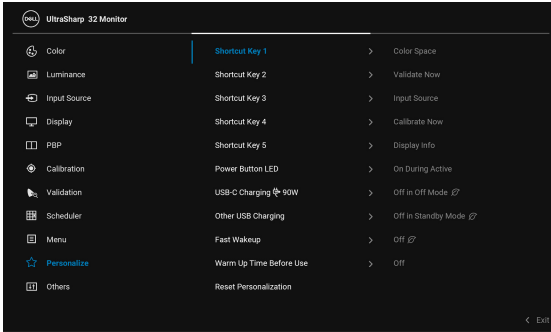 DELL UltraSharp 32 Monitor
Color Shortcut Key 1 > Color Space
Luminance Shortcut Key 2 > Validate Now
Input Source Shortcut Key 3 > Input Source
Display Shortcut Key 4 > Calibrate Now
PBP Shortcut Key 5 > Display Info
Calibration Power Button LED > On During Active
Validation USB-C Charging 90W > Off in Off Mode
Scheduler Other USB Charging > Off in Standby Mode
Menu Fast Wakeup > Off
Personalize Warm Up Time Before Use > Off
Others Reset Personalization
< Exit